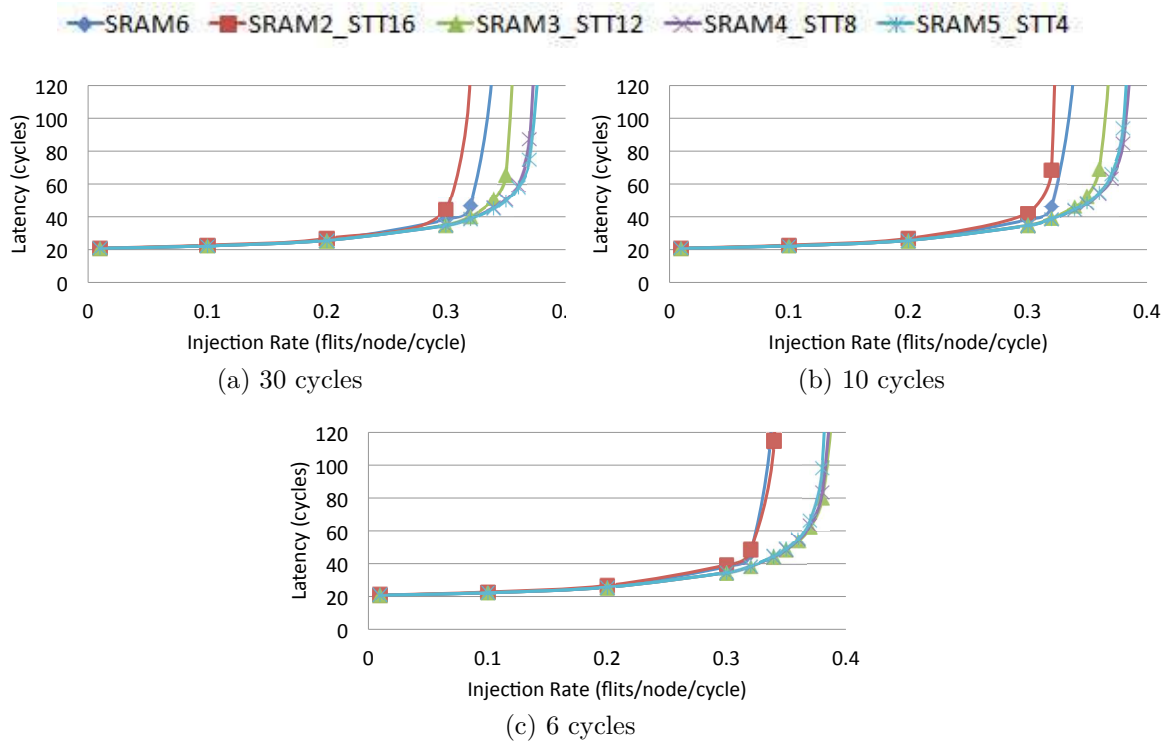 SRAM6 SRAM2_STT16 SRAM3_STT12 SRAM4_STT8 SRAM5_STT4
120
100
80
60
40
20
0
Latency (cycles)
0 0.1 0.2 0.3 0.
Injection Rate (flits/node/cycle)
(a) 30 cycles
120
100
80
60
40
20
0
Latency (cycles)
0 0.1 0.2 0.3 0.4
Injection Rate (flits/node/cycle)
(b) 10 cycles
120
100
80
60
40
20
0
Latency (cycles)
0 0.1 0.2 0.3 0.4
Injection Rate (flits/node/cycle)
(c) 6 cycles